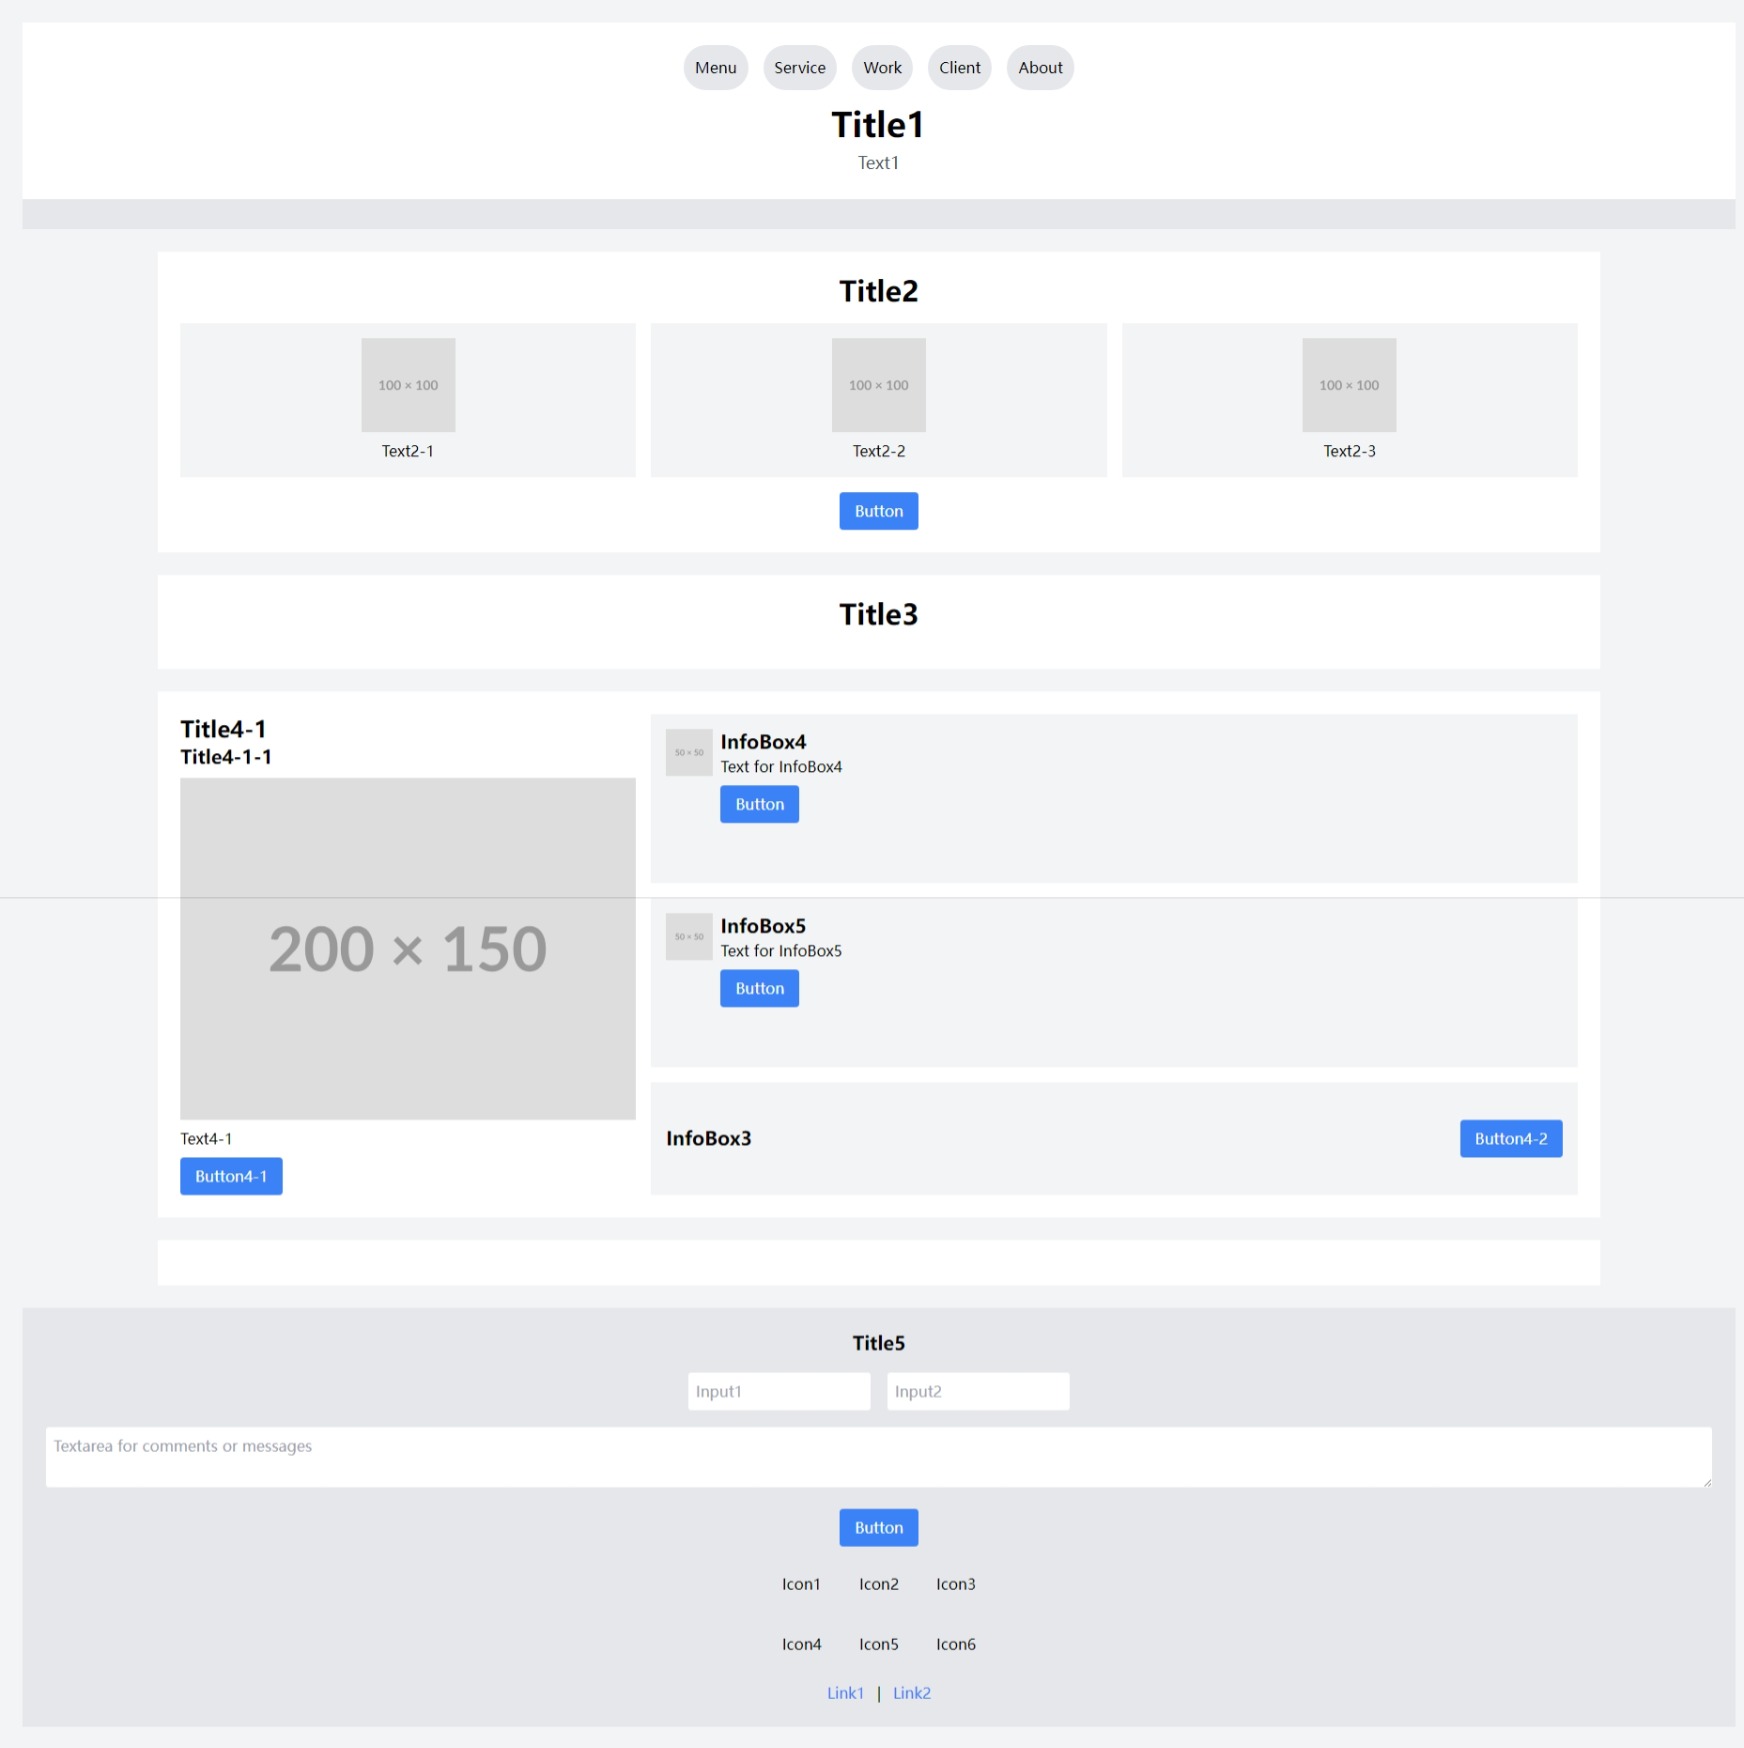 Menu Service Work Client About
Title1
Text1
Title2
100 × 100 100 × 100 100 × 100
Text2-1 Text2-2 Text2-3
Button
Title3
Title4-1
Title4-1-1
200 × 150
Text4-1
Button4-1
50 × 50
InfoBox4
Text for InfoBox4
Button
50 × 50
InfoBox5
Text for InfoBox5
Button
InfoBox3
Button4-2
Title5
Input1 Input2
Textarea for comments or messages
Button
Icon1 Icon2 Icon3
Icon4 Icon5 Icon6
Link1 | Link2